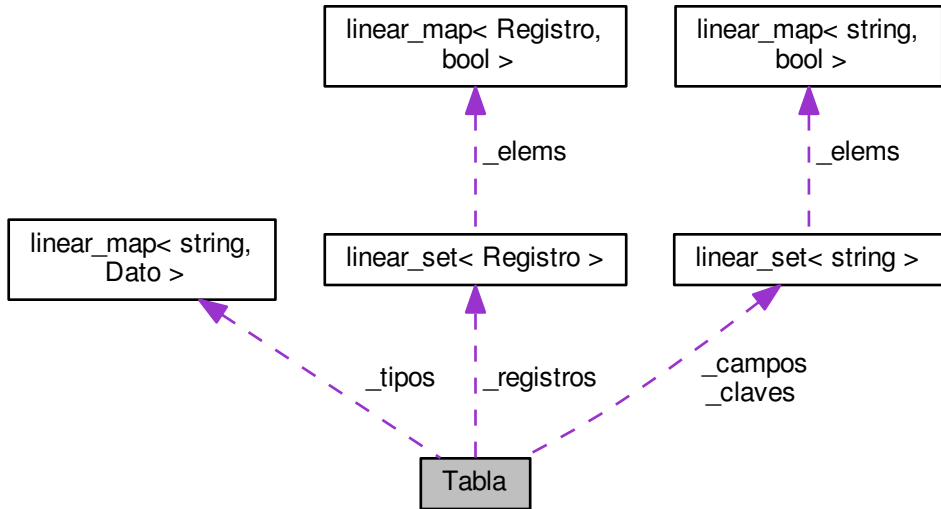 linear_map< Registro,
bool >
linear_map< string,
bool >
_elems
_elems
linear_map< string,
Dato >
linear_set< Registro >
linear_set< string >
_tipos
_registros
_campos
_claves
Tabla